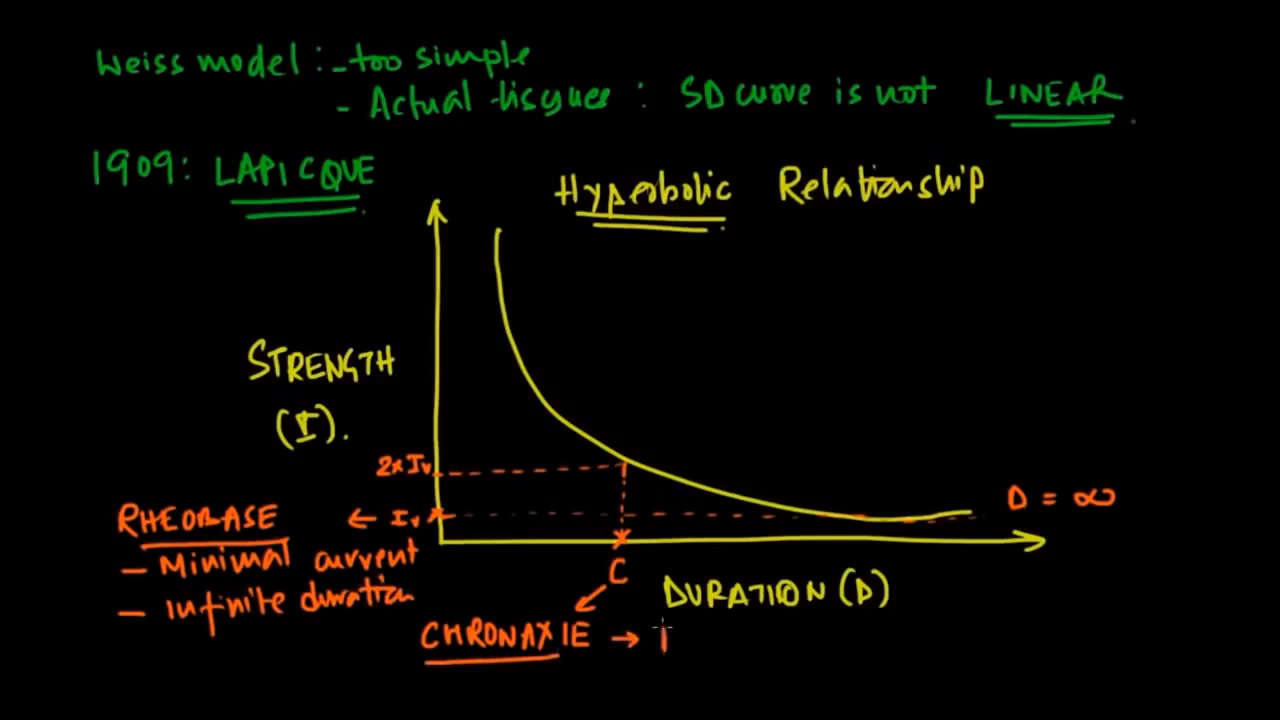 Weiss model : - too simple
- Actual tissues : SD curve is not LINEAR.
1909: LAPICQUE.
Hyperbolic Relationship
STRENGTH
(I).
2x Ir
RHEOBASE ← Ir
- Minimal current
- Infinite duration
D = ∞
C
DURATION (D)
CHRONAXIE →